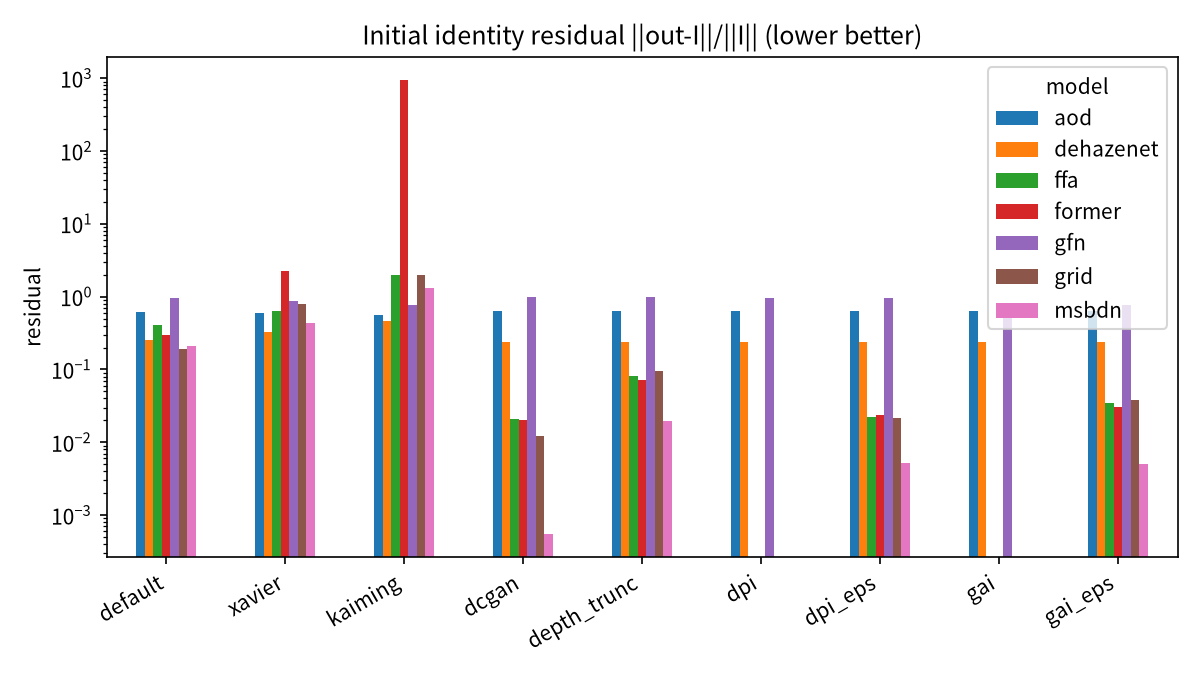 Initial identity residual ||out-I||/||I|| (lower better)
residual
10³
10²
10¹
10⁰
10⁻¹
10⁻²
10⁻³
model
aod
dehazenet
ffa
former
gfn
grid
msbdn
default
xavier
kaiming
dcgan
depth_trunc
dpi
dpi_eps
gai
gai_eps